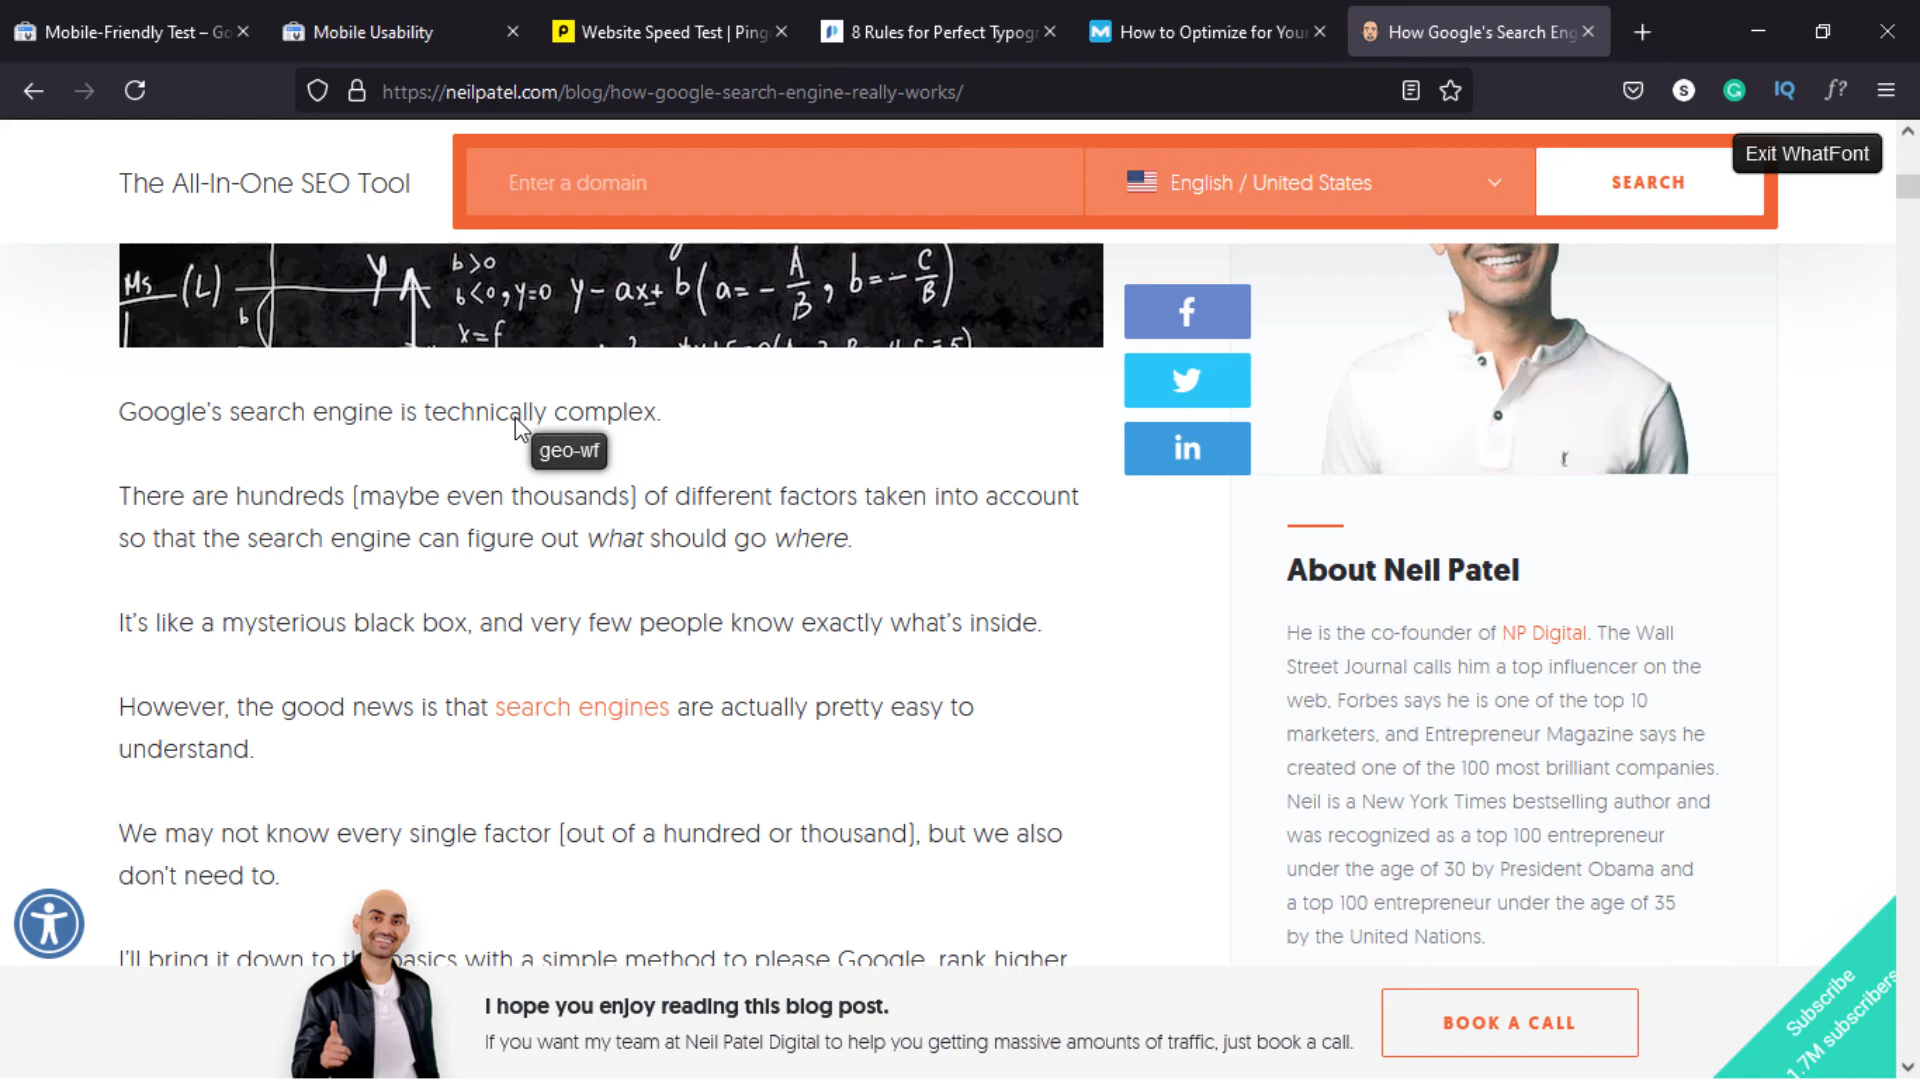 Mobile-Friendly Test – Go
Mobile Usability
Website Speed Test | Ping
8 Rules for Perfect Typogr
How to Optimize for Your
How Google's Search Eng
https://neilpatel.com/blog/how-google-search-engine-really-works/
S
IQ
f?
Exit WhatFont
The All-In-One SEO Tool
Enter a domain
English / United States
SEARCH
Ms (L)
Y
b>0
b<0, y=0
y - ax + b (a = - A/B, b = - C/B)
b
x=f
Google's search engine is technically complex.
geo-wf
There are hundreds (maybe even thousands) of different factors taken into account
so that the search engine can figure out what should go where.
It's like a mysterious black box, and very few people know exactly what's inside.
However, the good news is that search engines are actually pretty easy to
understand.
We may not know every single factor (out of a hundred or thousand), but we also
don't need to.
I'll bring it down to the basics with a simple method to please Google, rank higher
f
in
About Neil Patel
He is the co-founder of NP Digital. The Wall
Street Journal calls him a top influencer on the
web, Forbes says he is one of the top 10
marketers, and Entrepreneur Magazine says he
created one of the 100 most brilliant companies.
Neil is a New York Times bestselling author and
was recognized as a top 100 entrepreneur
under the age of 30 by President Obama and
a top 100 entrepreneur under the age of 35
by the United Nations.
I hope you enjoy reading this blog post.
If you want my team at Neil Patel Digital to help you getting massive amounts of traffic, just book a call.
BOOK A CALL
Subscribe
1.7M subscribers